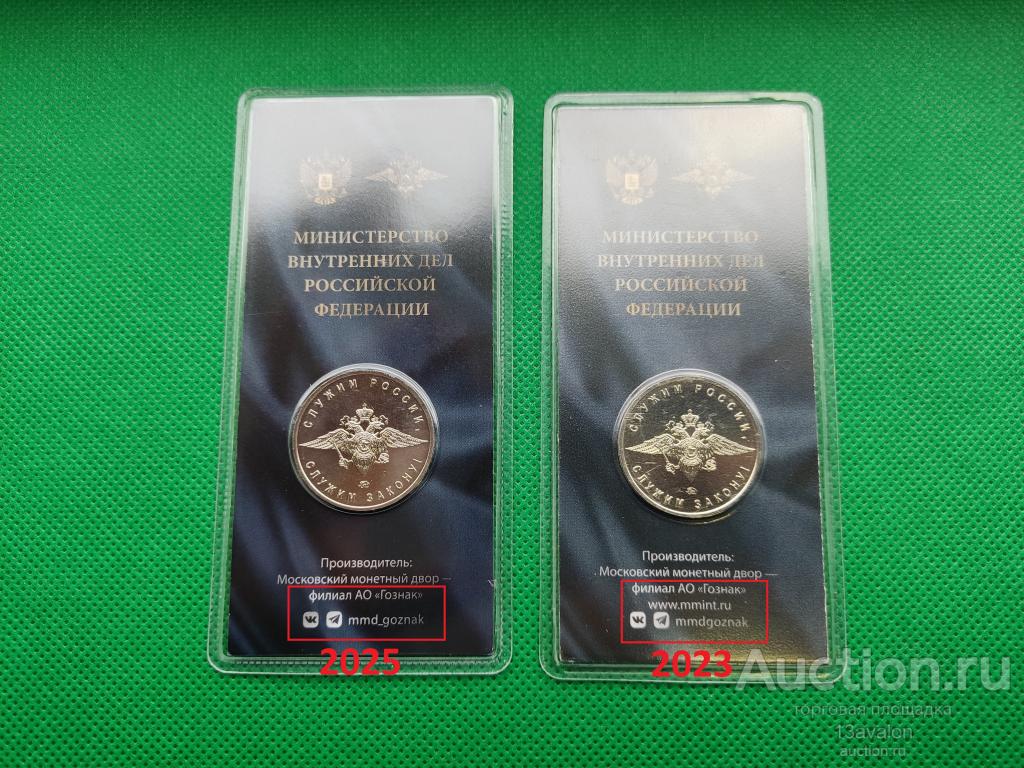 МИНИСТЕРСТВО
ВНУТРЕННИХ ДЕЛ
РОССИЙСКОЙ
ФЕДЕРАЦИИ
СЛУЖИМ РОССИИ,
СЛУЖИМ ЗАКОНУ!
Производитель:
Московский монетный двор —
филиал АО «Гознак»
mmd_goznak
2025
МИНИСТЕРСТВО
ВНУТРЕННИХ ДЕЛ
РОССИЙСКОЙ
ФЕДЕРАЦИИ
СЛУЖИМ РОССИИ,
СЛУЖИМ ЗАКОНУ!
Производитель:
Московский монетный двор —
филиал АО «Гознак»
www.mmint.ru
mmdgoznak
2023
Auction.ru
торговая площадка
13avalon
auction.ru